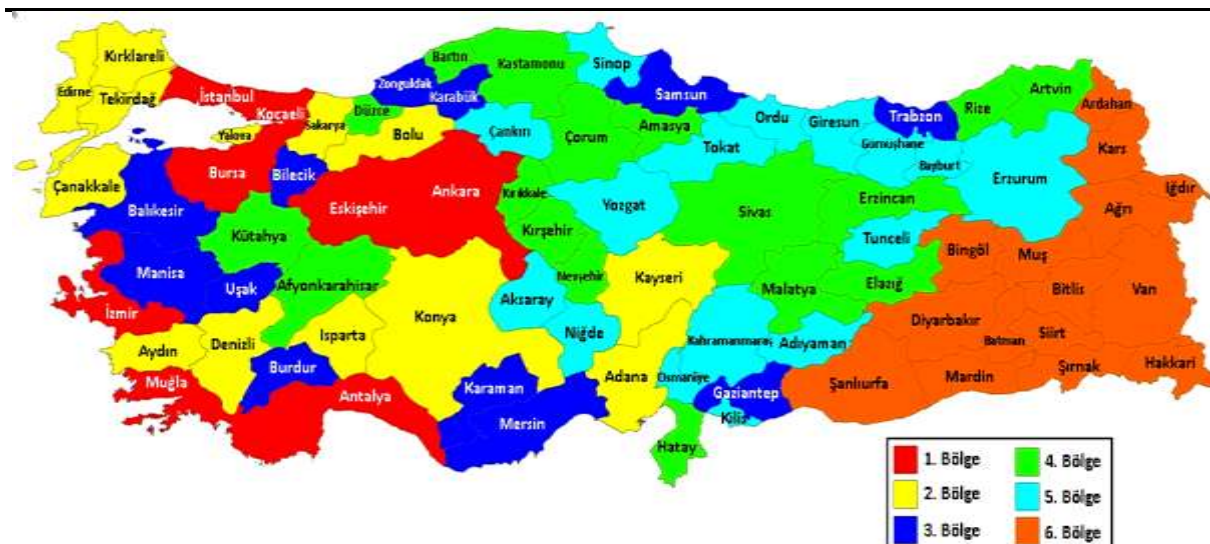 Kırklareli
Edirne
Tekirdağ
İstanbul
Kocaeli
Yalova
Sakarya
Düzce
Bolu
Zonguldak
Bartın
Karabük
Kastamonu
Sinop
Samsun
Çankırı
Çorum
Amasya
Tokat
Ordu
Giresun
Gümüşhane
Trabzon
Bayburt
Rize
Artvin
Ardahan
Kars
Iğdır
Ağrı
Erzurum
Erzincan
Tunceli
Bingöl
Muş
Bitlis
Van
Hakkari
Şırnak
Siirt
Batman
Diyarbakır
Mardin
Şanlıurfa
Elazığ
Malatya
Adıyaman
Kahramanmaraş
Gaziantep
Kilis
Osmaniye
Hatay
Adana
Kayseri
Sivas
Yozgat
Kırıkkale
Kırşehir
Nevşehir
Aksaray
Niğde
Mersin
Karaman
Konya
Ankara
Eskişehir
Bilecik
Bursa
Çanakkale
Balıkesir
Kütahya
Manisa
Uşak
Afyonkarahisar
İzmir
Aydın
Denizli
Isparta
Burdur
Muğla
Antalya
1. Bölge
2. Bölge
3. Bölge
4. Bölge
5. Bölge
6. Bölge